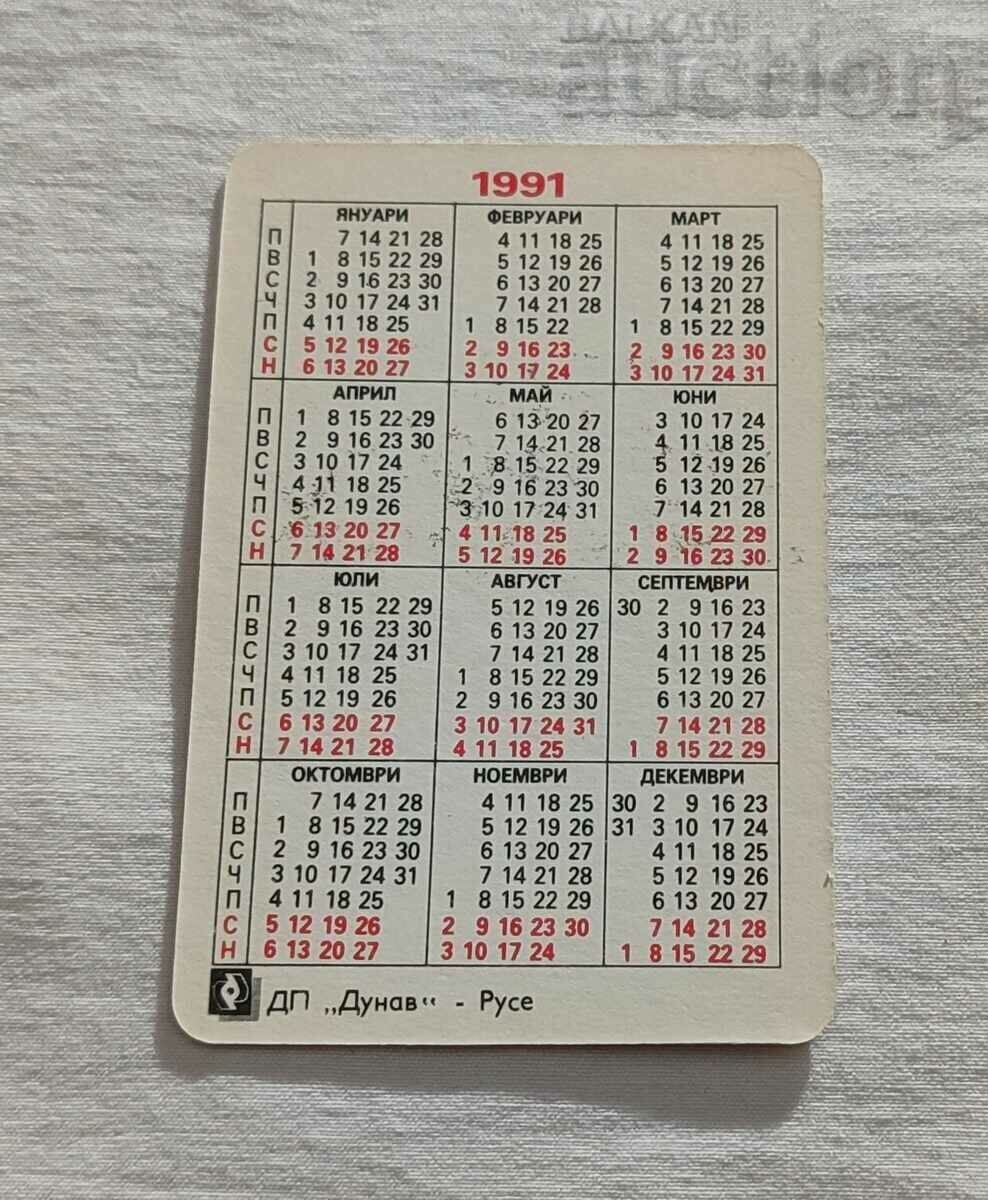 BALKAN
1991
ЯНУАРИ ФЕВРУАРИ МАРТ
П 7 14 21 28 4 11 18 25 4 11 18 25
В 1 8 15 22 29 5 12 19 26 5 12 19 26
С 2 9 16 23 30 6 13 20 27 6 13 20 27
Ч 3 10 17 24 31 7 14 21 28 7 14 21 28
П 4 11 18 25 1 8 15 22 1 8 15 22 29
С 5 12 19 26 2 9 16 23 2 9 16 23 30
Н 6 13 20 27 3 10 17 24 3 10 17 24 31
АПРИЛ МАЙ ЮНИ
П 1 8 15 22 29 6 13 20 27 3 10 17 24
В 2 9 16 23 30 7 14 21 28 4 11 18 25
С 3 10 17 24 1 8 15 22 29 5 12 19 26
Ч 4 11 18 25 2 9 16 23 30 6 13 20 27
П 5 12 19 26 3 10 17 24 31 7 14 21 28
С 6 13 20 27 4 11 18 25 1 8 15 22 29
Н 7 14 21 28 5 12 19 26 2 9 16 23 30
ЮЛИ АВГУСТ СЕПТЕМВРИ
П 1 8 15 22 29 5 12 19 26 30 2 9 16 23
В 2 9 16 23 30 6 13 20 27 3 10 17 24
С 3 10 17 24 31 7 14 21 28 4 11 18 25
Ч 4 11 18 25 1 8 15 22 29 5 12 19 26
П 5 12 19 26 2 9 16 23 30 6 13 20 27
С 6 13 20 27 3 10 17 24 31 7 14 21 28
Н 7 14 21 28 4 11 18 25 1 8 15 22 29
ОКТОМВРИ НОЕМВРИ ДЕКЕМВРИ
П 7 14 21 28 4 11 18 25 30 2 9 16 23
В 1 8 15 22 29 5 12 19 26 31 3 10 17 24
С 2 9 16 23 30 6 13 20 27 4 11 18 25
Ч 3 10 17 24 31 7 14 21 28 5 12 19 26
П 4 11 18 25 1 8 15 22 29 6 13 20 27
С 5 12 19 26 2 9 16 23 30 7 14 21 28
Н 6 13 20 27 3 10 17 24 1 8 15 22 29
ДП „Дунав“ - Русе